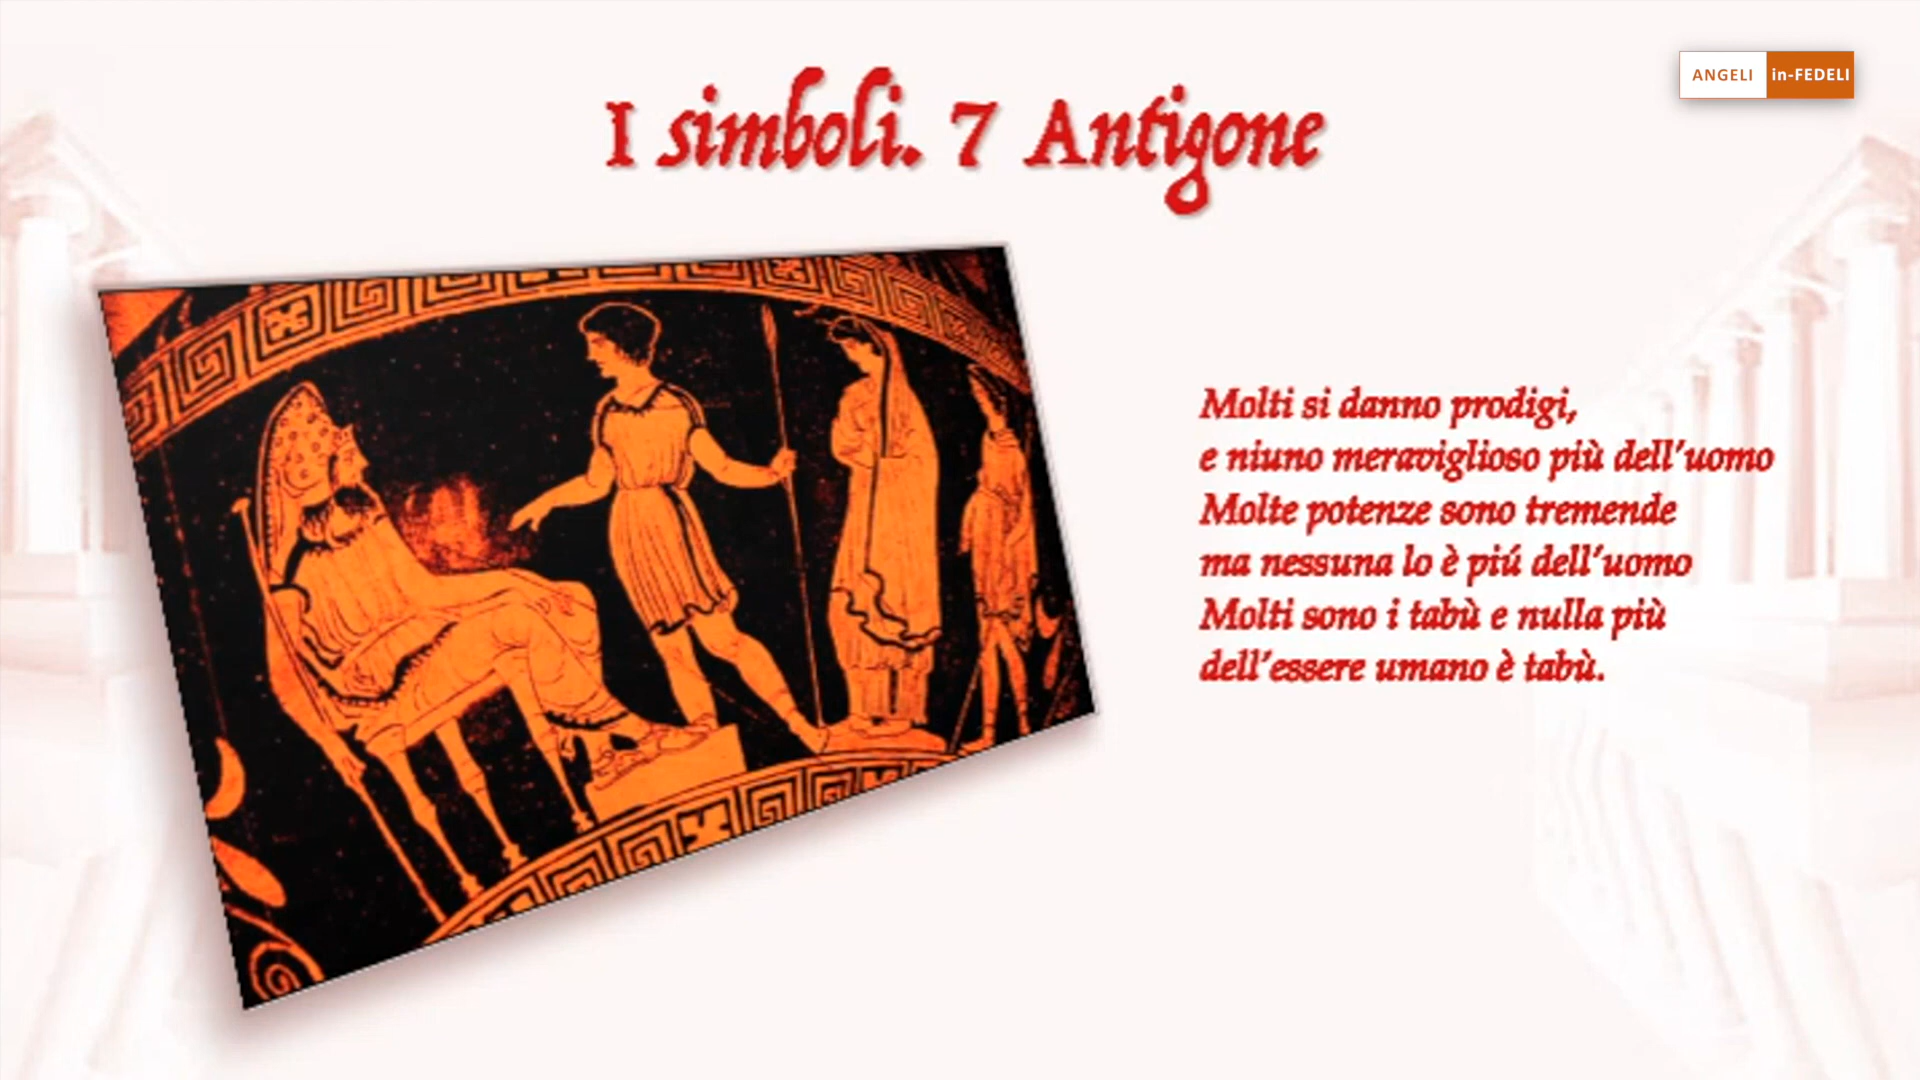 ANGELI in-FEDELI
I simboli. 7 Antigone
Molti si danno prodigi,
e niuno meraviglioso più dell'uomo
Molte potenze sono tremende
ma nessuna lo è piú dell'uomo
Molti sono i tabù e nulla più
dell'essere umano è tabù.